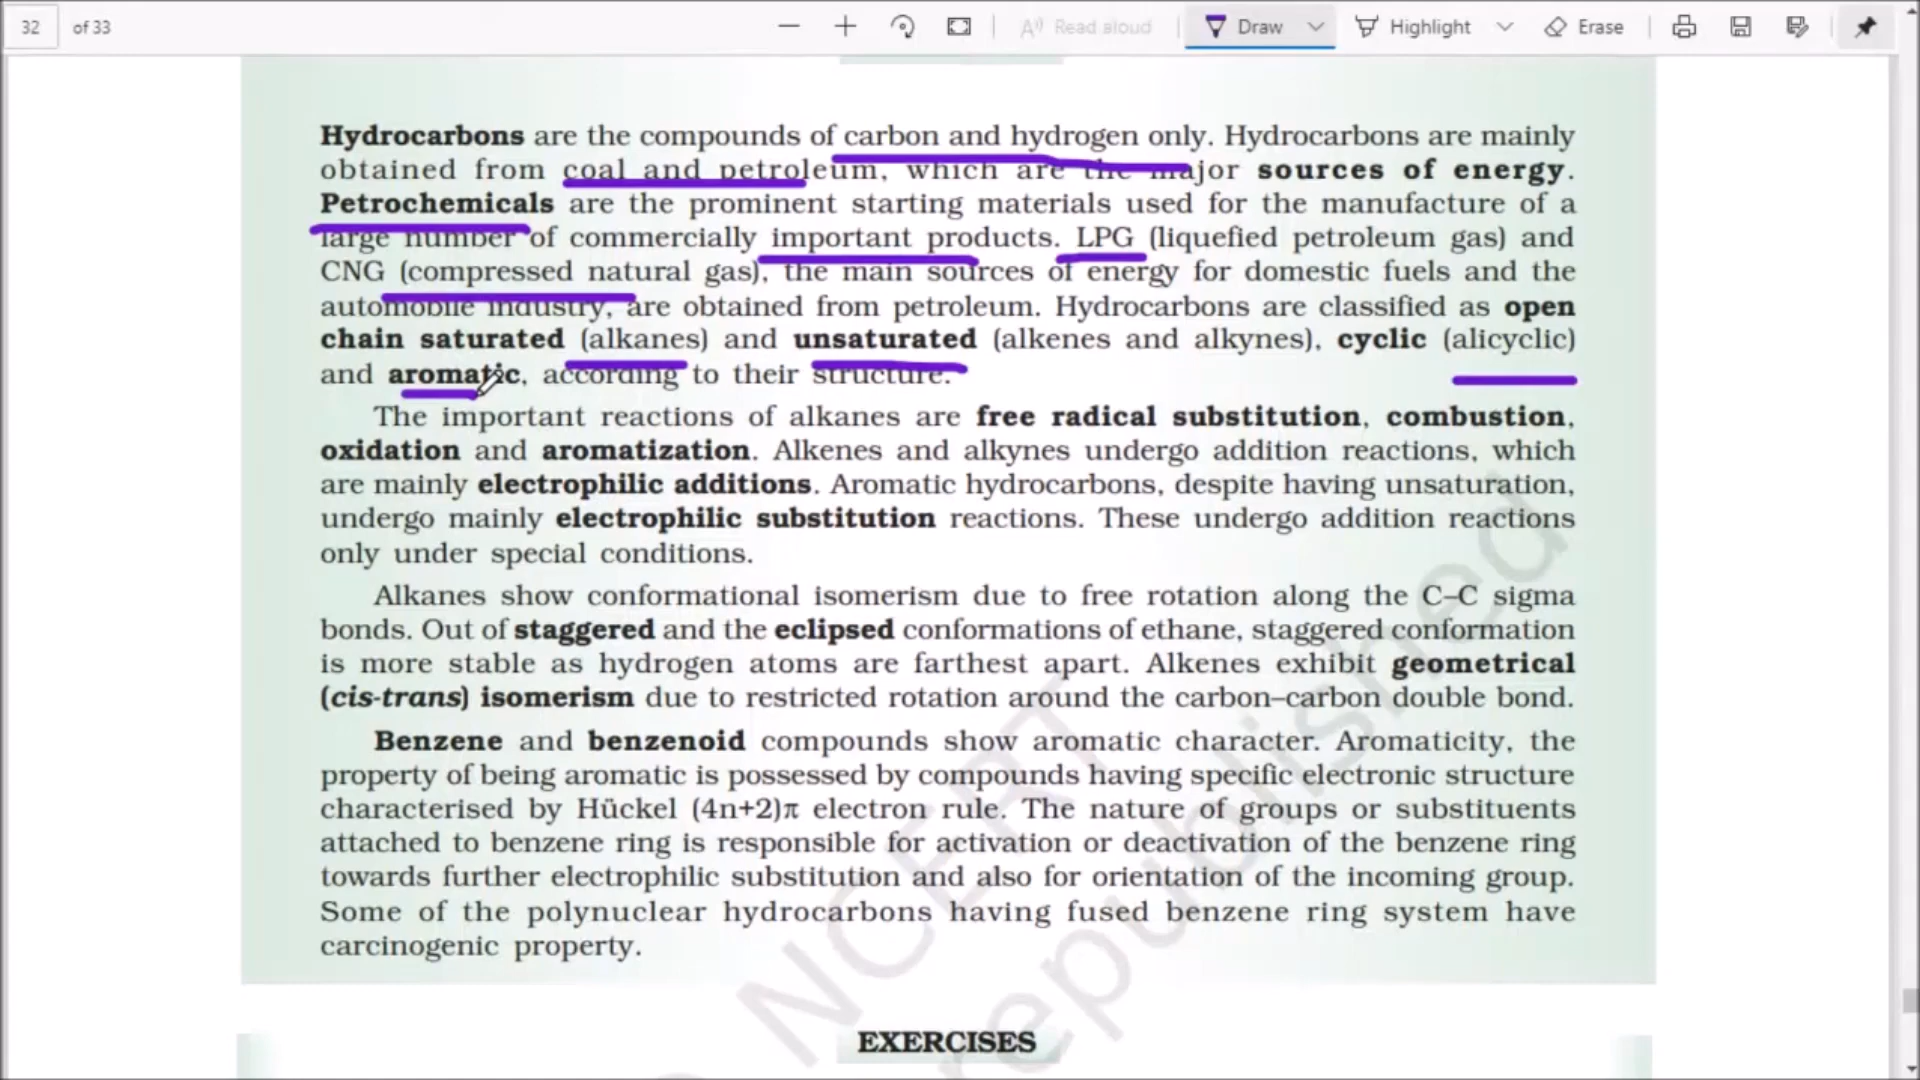 32 of 33 Read aloud Draw Highlight Erase
Hydrocarbons are the compounds of carbon and hydrogen only. Hydrocarbons are mainly
obtained from coal and petroleum, which are the major sources of energy.
Petrochemicals are the prominent starting materials used for the manufacture of a
large number of commercially important products. LPG (liquefied petroleum gas) and
CNG (compressed natural gas), the main sources of energy for domestic fuels and the
automobile industry, are obtained from petroleum. Hydrocarbons are classified as open
chain saturated (alkanes) and unsaturated (alkenes and alkynes), cyclic (alicyclic)
and aromatic, according to their structure.
The important reactions of alkanes are free radical substitution, combustion,
oxidation and aromatization. Alkenes and alkynes undergo addition reactions, which
are mainly electrophilic additions. Aromatic hydrocarbons, despite having unsaturation,
undergo mainly electrophilic substitution reactions. These undergo addition reactions
only under special conditions.
Alkanes show conformational isomerism due to free rotation along the C–C sigma
bonds. Out of staggered and the eclipsed conformations of ethane, staggered conformation
is more stable as hydrogen atoms are farthest apart. Alkenes exhibit geometrical
(cis-trans) isomerism due to restricted rotation around the carbon–carbon double bond.
Benzene and benzenoid compounds show aromatic character. Aromaticity, the
property of being aromatic is possessed by compounds having specific electronic structure
characterised by Hückel (4n+2)π electron rule. The nature of groups or substituents
attached to benzene ring is responsible for activation or deactivation of the benzene ring
towards further electrophilic substitution and also for orientation of the incoming group.
Some of the polynuclear hydrocarbons having fused benzene ring system have
carcinogenic property.
NCERT
republished
EXERCISES